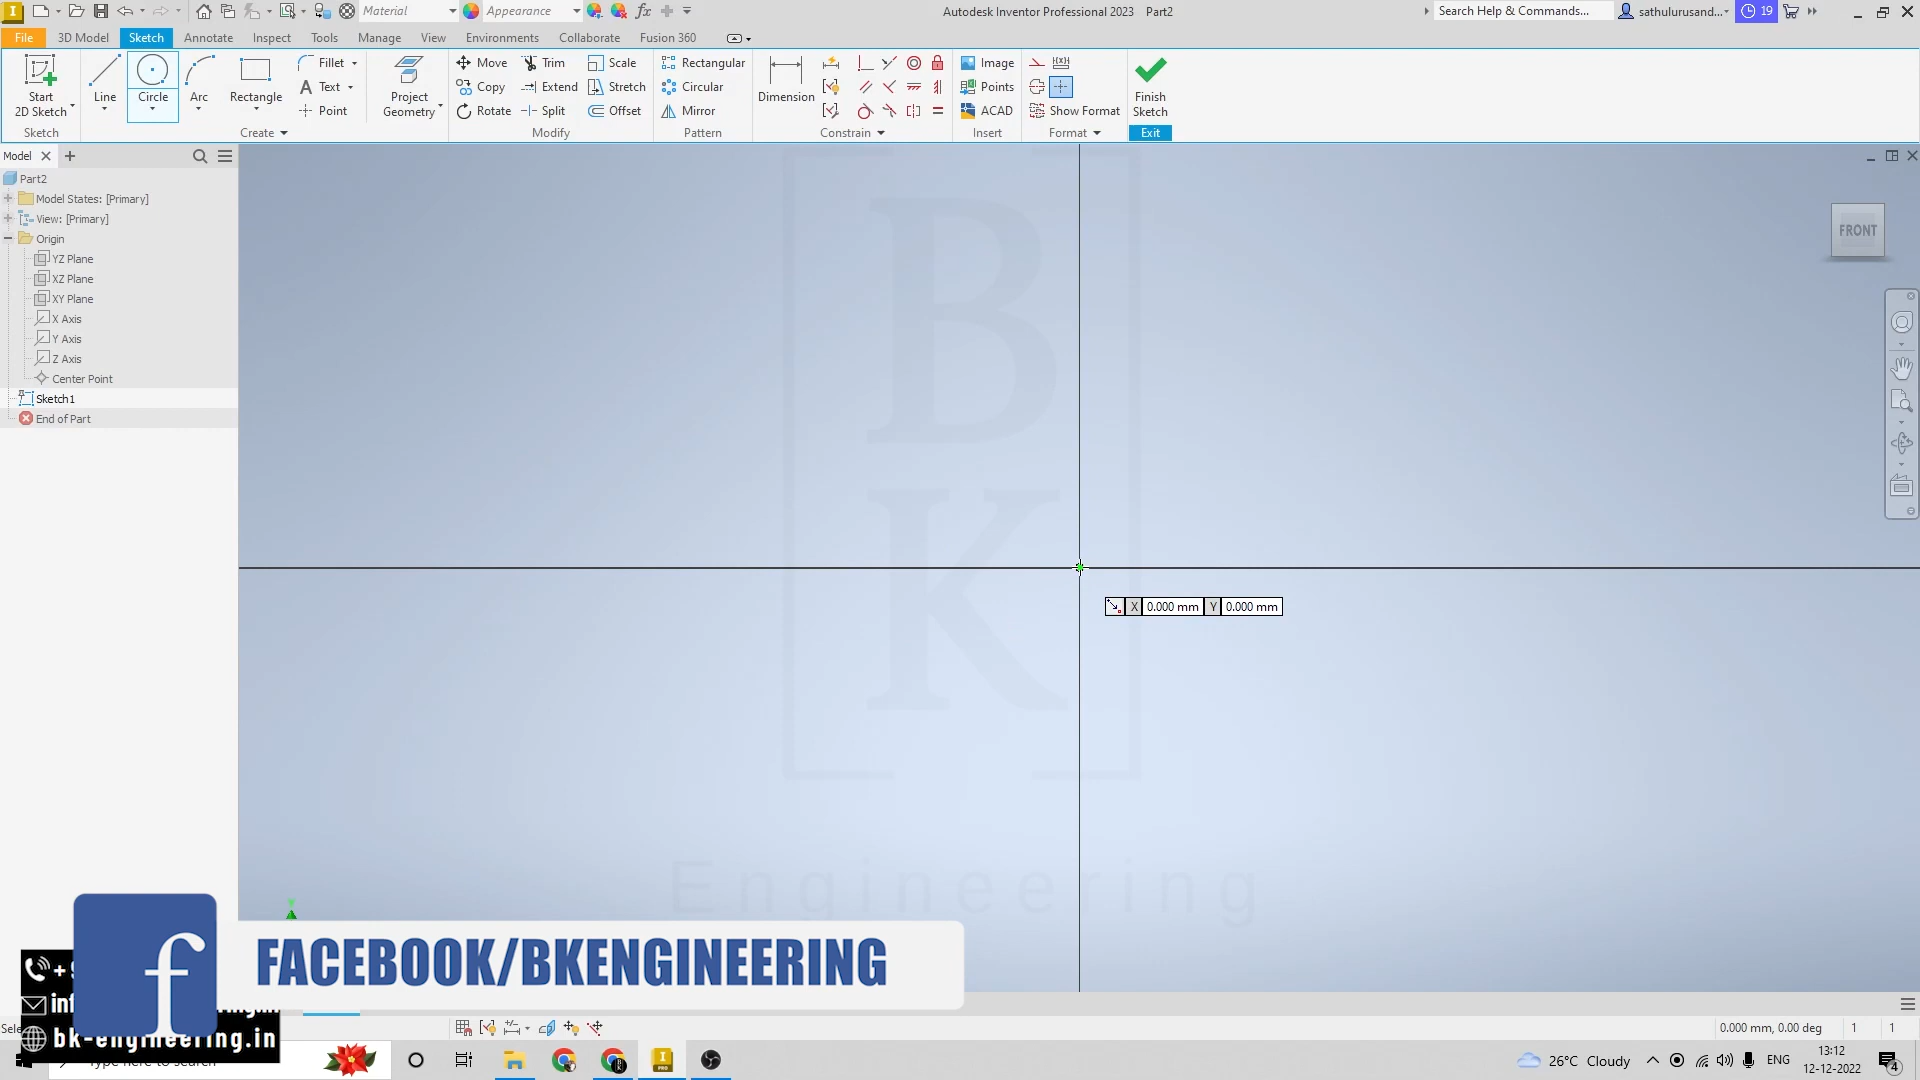 Material
Appearance
Autodesk Inventor Professional 2023 Part2
Search Help & Commands...
sathulurusand...
19
File 3D Model Sketch Annotate Inspect Tools Manage View Environments Collaborate Fusion 360
Start 2D Sketch
Line
Circle
Arc
Rectangle
Fillet
Text
Point
Project Geometry
Move
Copy
Rotate
Trim
Extend
Split
Scale
Stretch
Offset
Rectangular
Circular
Mirror
Dimension
Image
Points
ACAD
Show Format
Finish Sketch
Sketch
Create
Modify
Pattern
Constrain
Insert
Format
Exit
Model
Part2
Model States: [Primary]
View: [Primary]
Origin
YZ Plane
XZ Plane
XY Plane
X Axis
Y Axis
Z Axis
Center Point
Sketch1
End of Part
FRONT
B
K
Engineering
X 0.000 mm Y 0.000 mm
f
FACEBOOK/BKENGINEERING
bk-engineering.in
0.000 mm, 0.00 deg 1 1
26°C Cloudy
ENG
13:12
12-12-2022
4